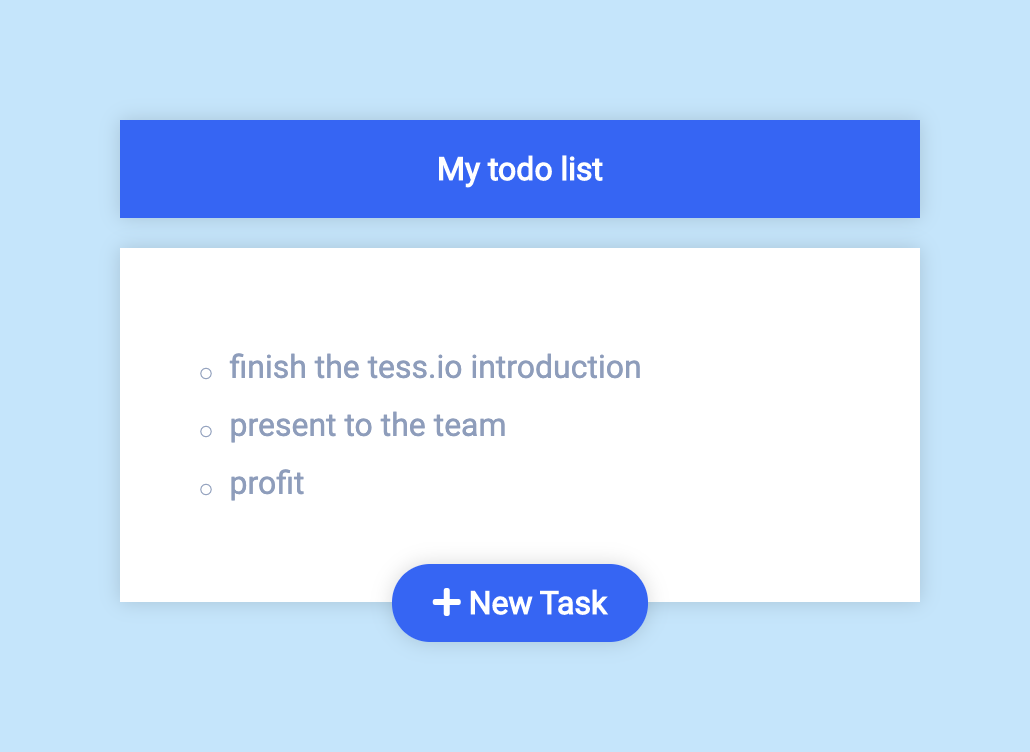 My todo list
finish the tess.io introduction
present to the team
profit
New Task